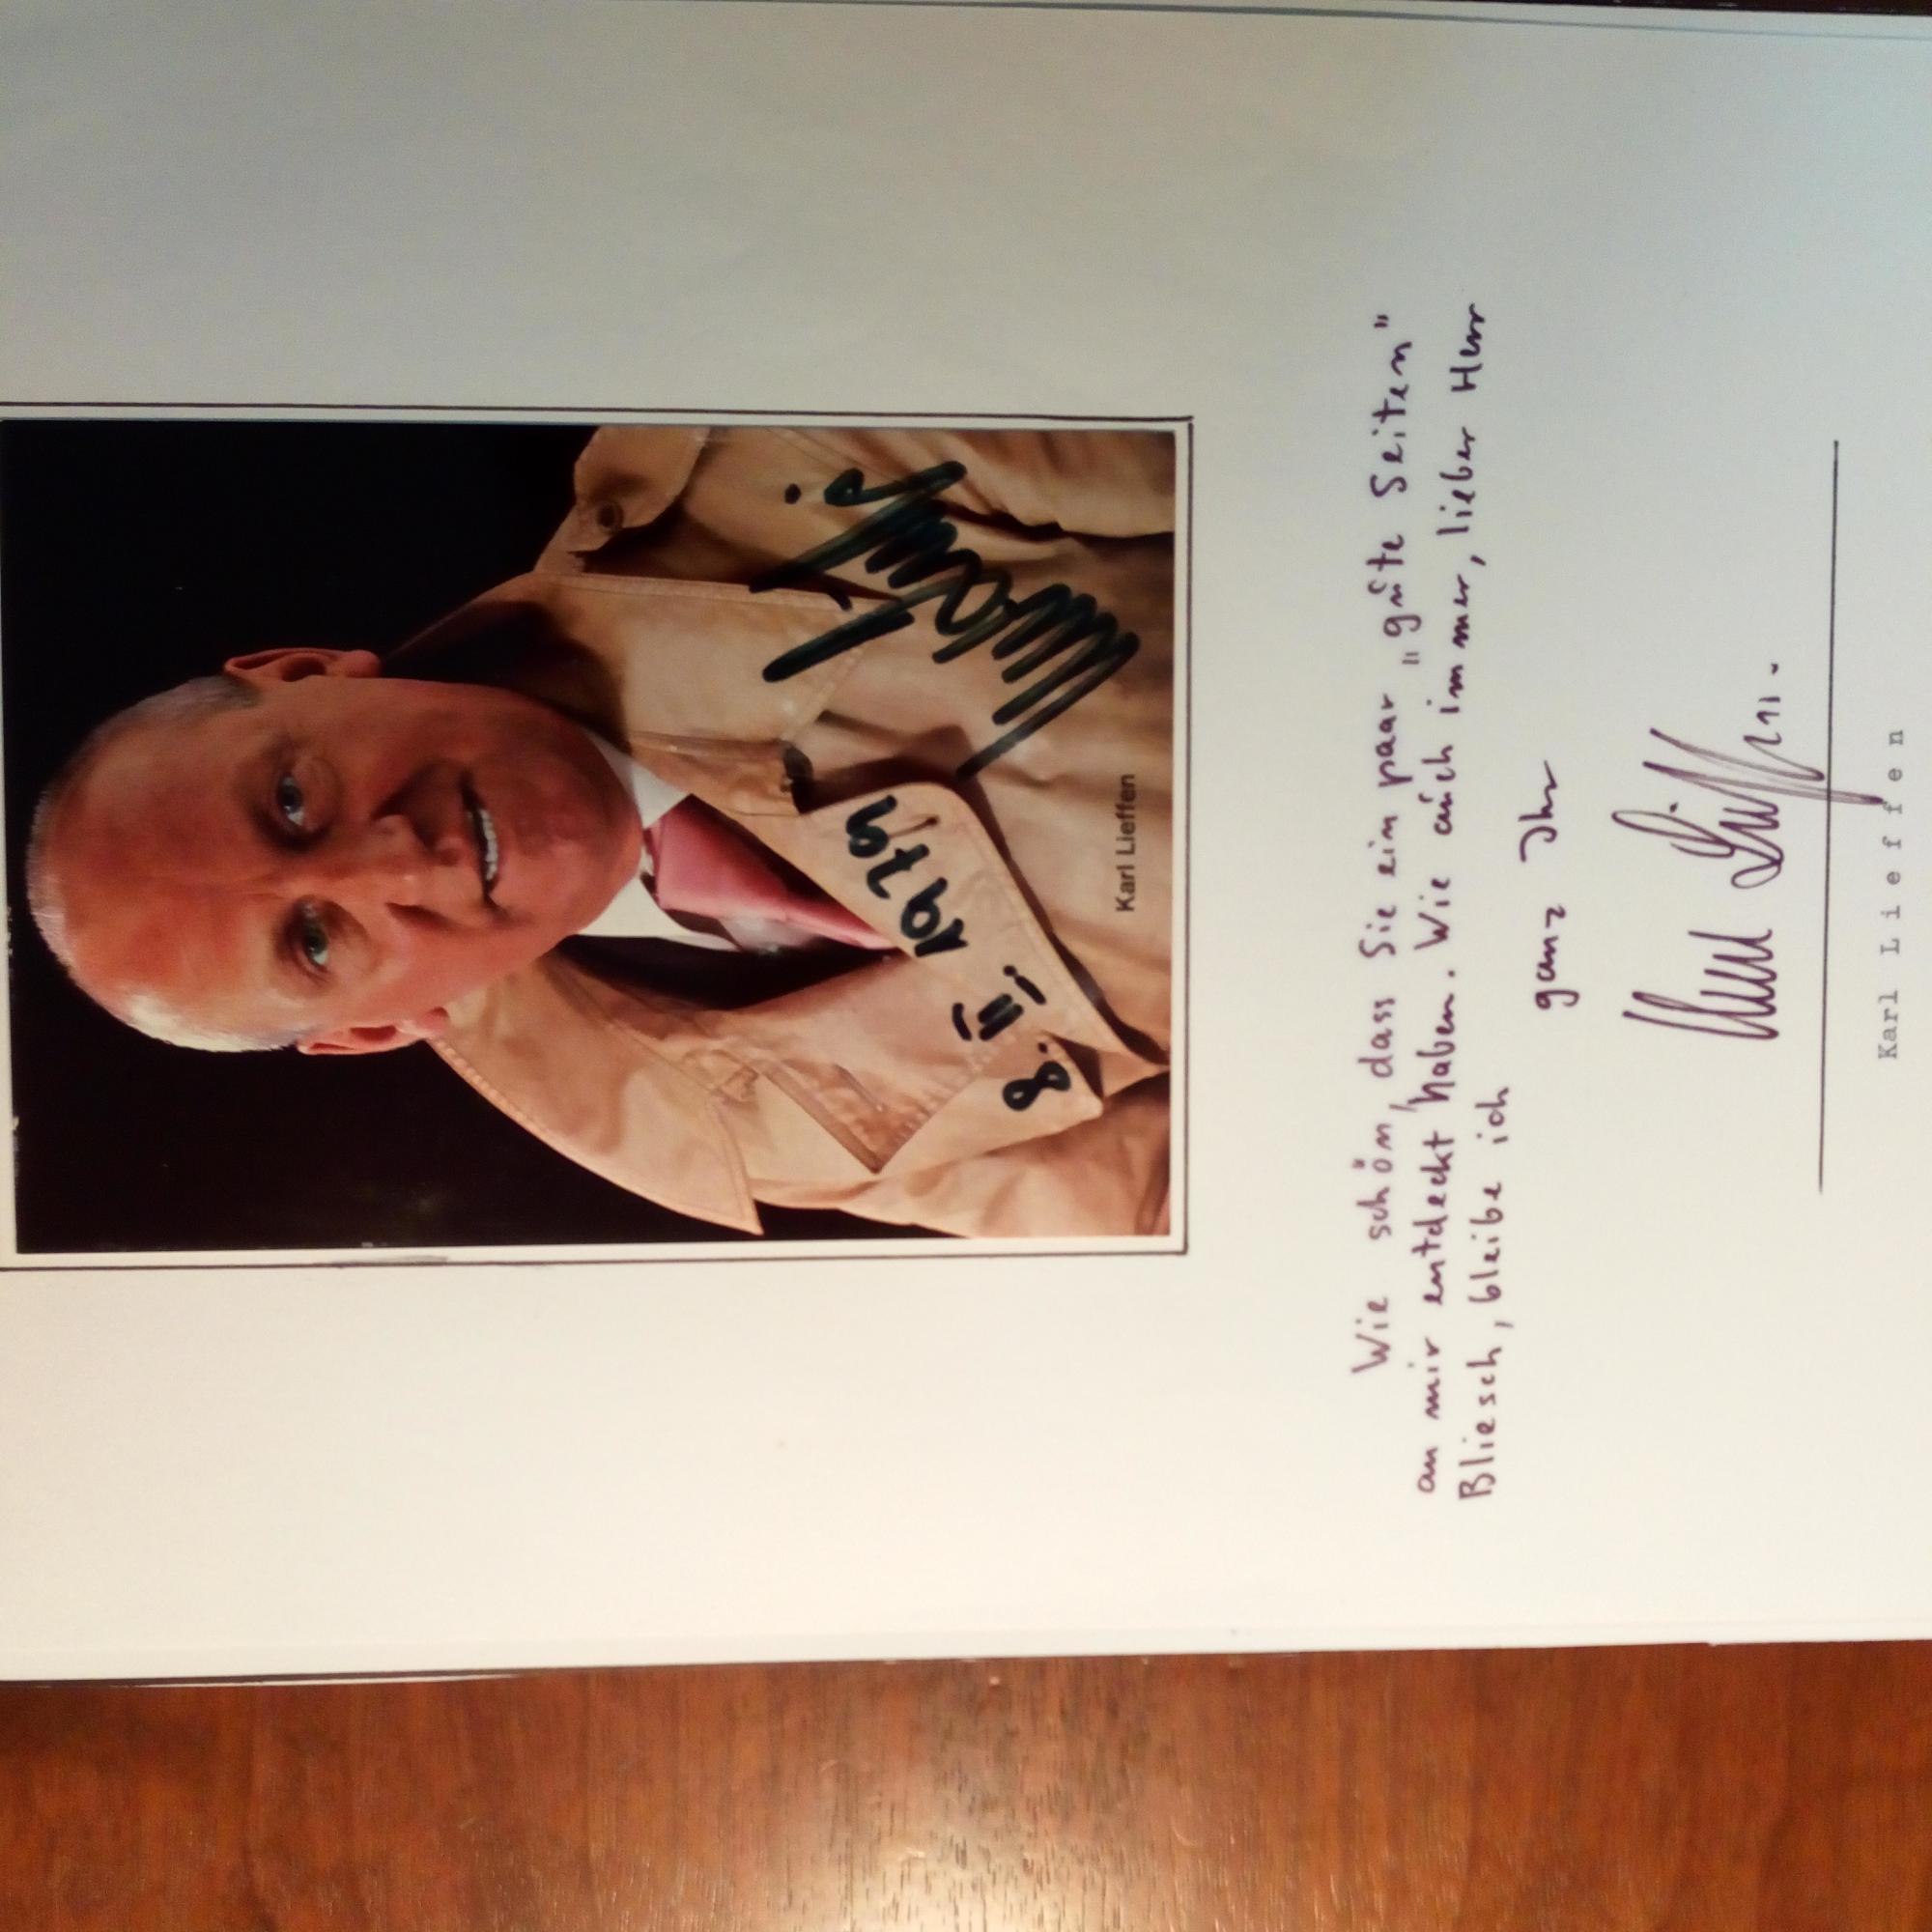 8. II 1979
Karl Lieffen
Wie schön, dass Sie ein paar „gute Seiten"
an mir entdeckt haben. Wie auch immer, lieber Herr
Bliesch, bleibe ich
ganz Ihr
Karl Lieffen